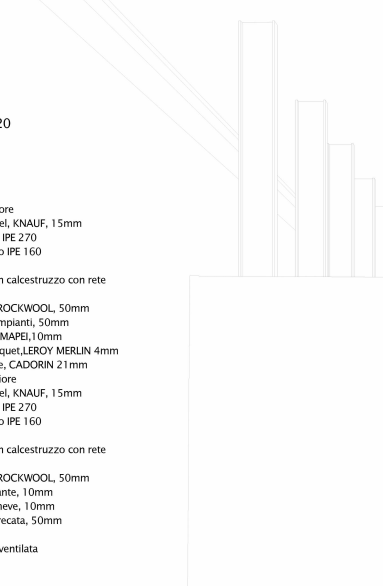 20
ore
el, KNAUF, 15mm
IPE 270
o IPE 160
n calcestruzzo con rete
ROCKWOOL, 50mm
mpianti, 50mm
MAPEI,10mm
quet,LEROY MERLIN 4mm
e, CADORIN 21mm
iore
el, KNAUF, 15mm
IPE 270
o IPE 160
n calcestruzzo con rete
ROCKWOOL, 50mm
ante, 10mm
neve, 10mm
recata, 50mm
ventilata